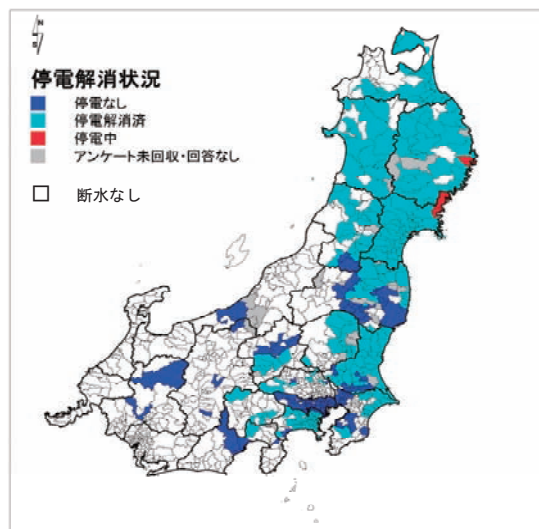 N
S
停電解消状況
停電なし
停電解消済
停電中
アンケート未回収・回答なし
断水なし